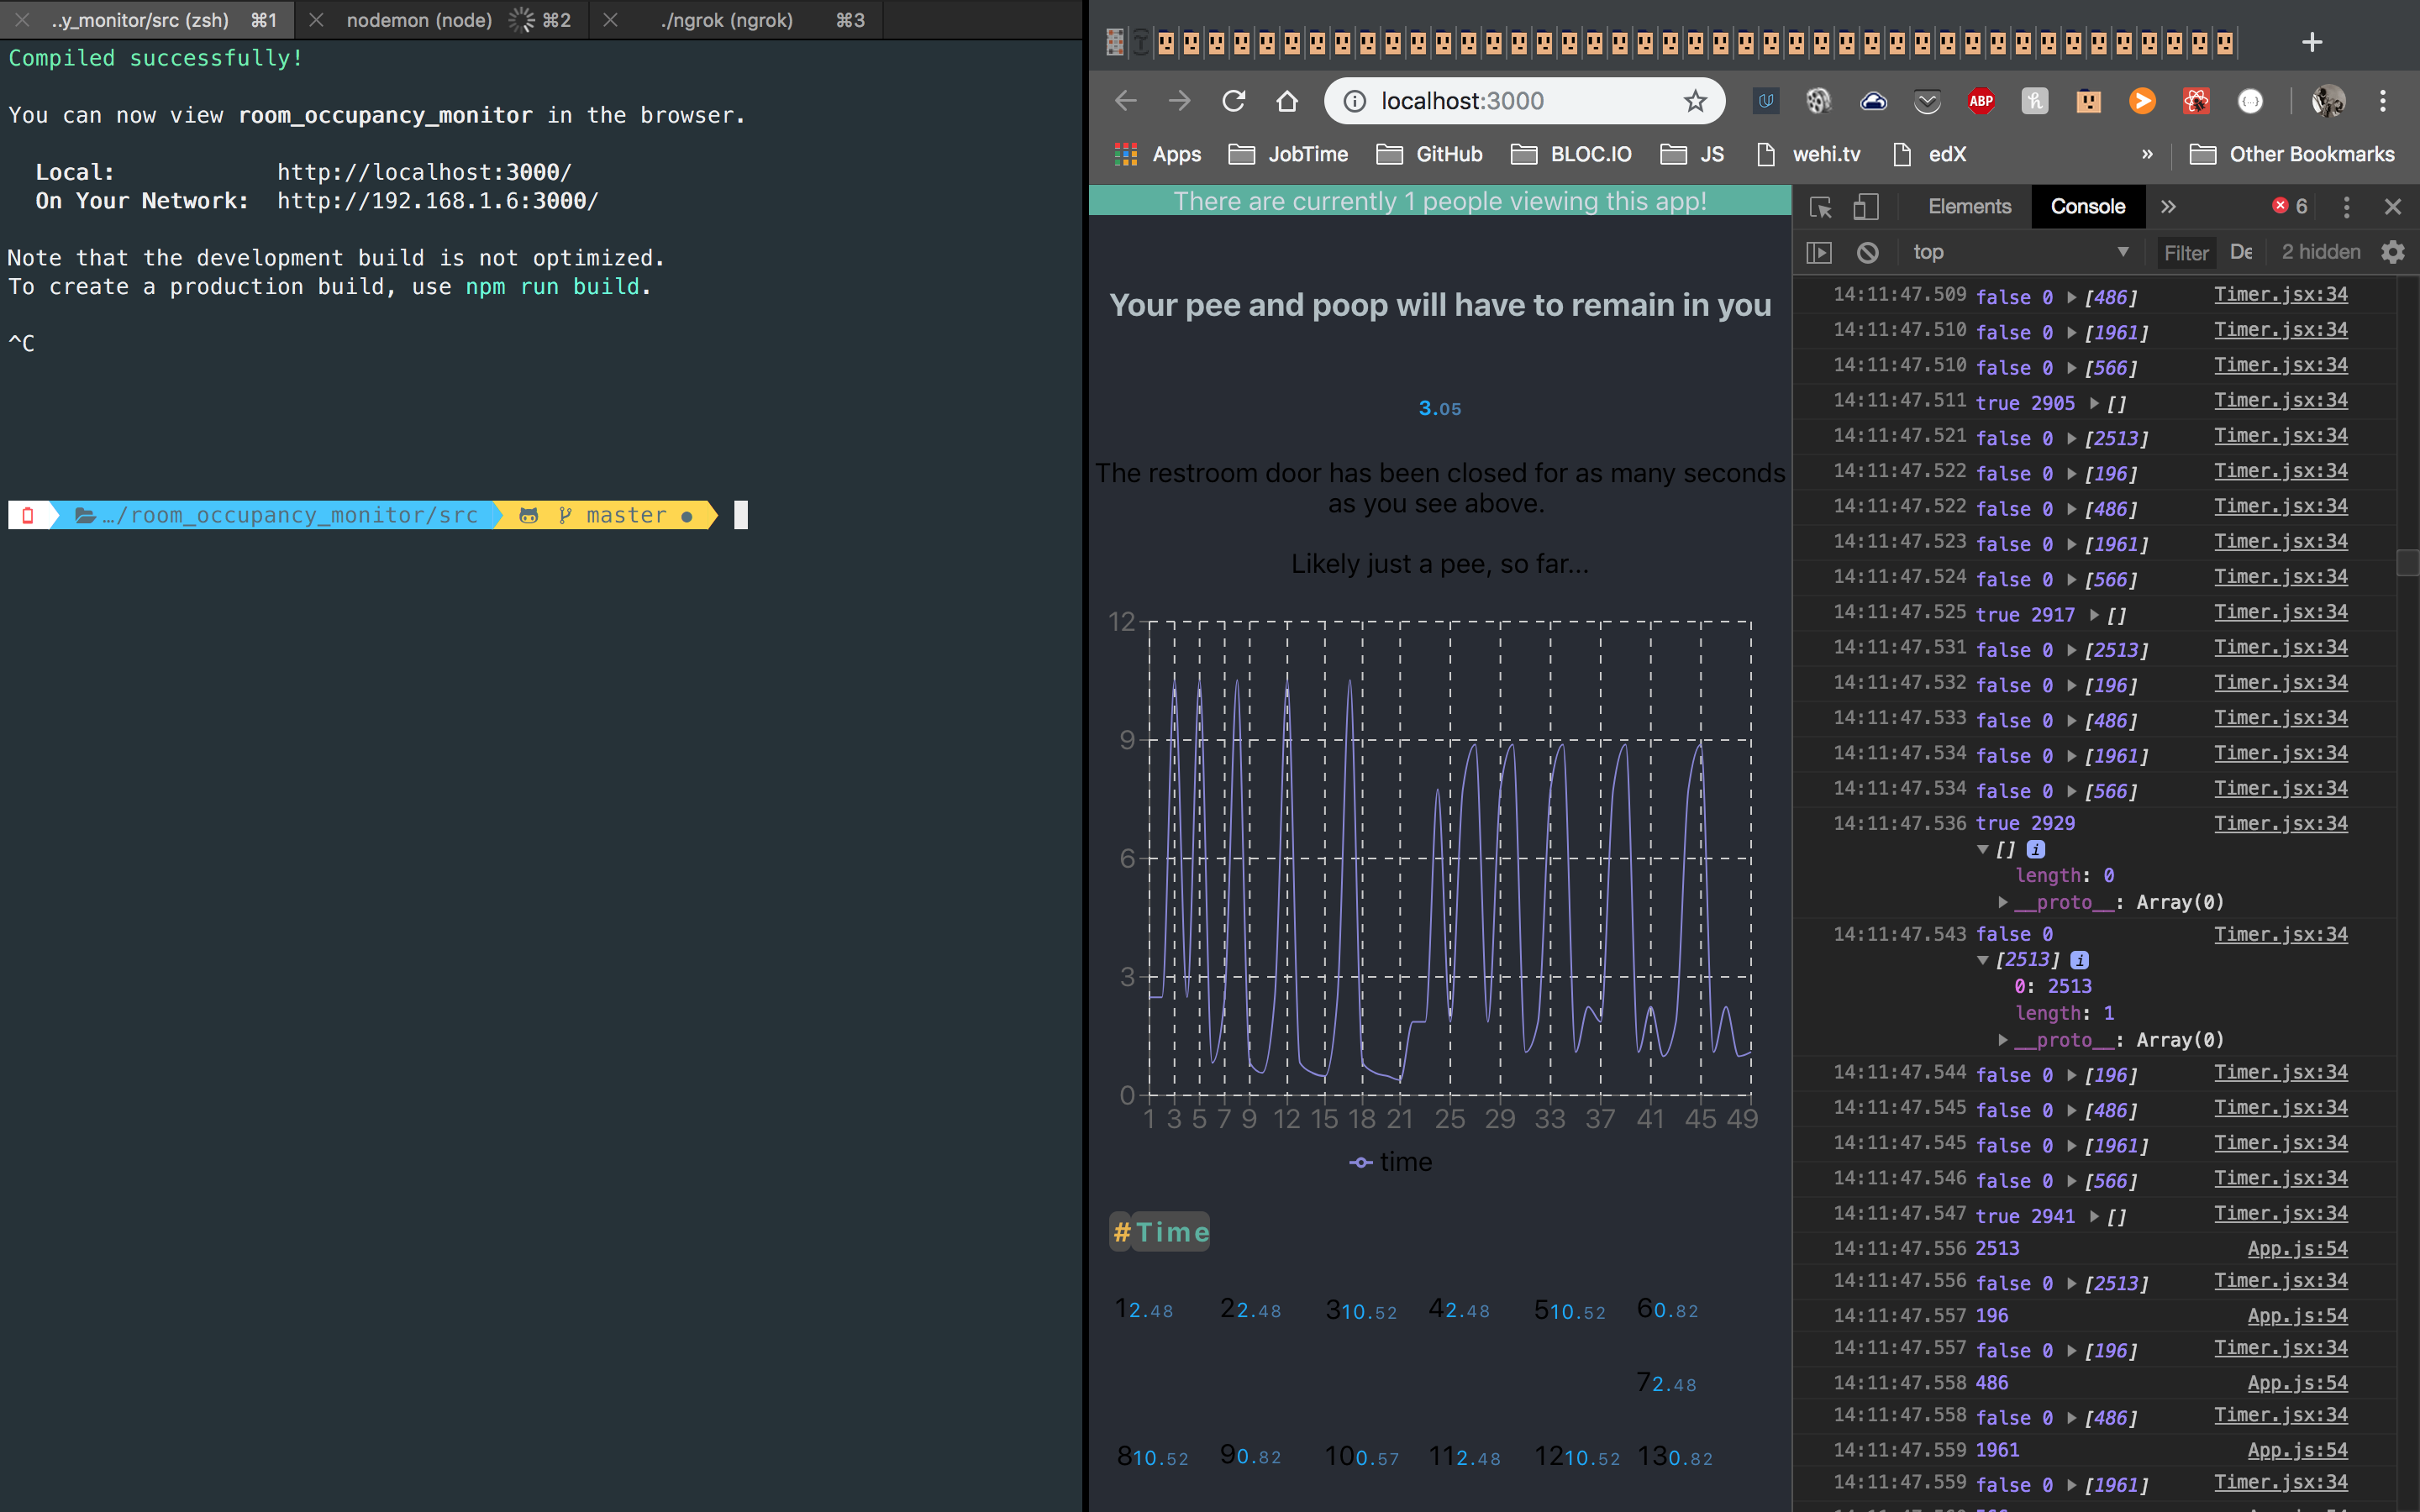 ..y_monitor/src (zsh) ⌘1
nodemon (node) ⌘2
./ngrok (ngrok) ⌘3
Compiled successfully!
You can now view room_occupancy_monitor in the browser.
Local: http://localhost:3000/
On Your Network: http://192.168.1.6:3000/
Note that the development build is not optimized.
To create a production build, use npm run build.
^C
…/room_occupancy_monitor/src master
localhost:3000
ABP
Apps JobTime GitHub BLOC.IO JS wehi.tv edX » Other Bookmarks
There are currently 1 people viewing this app!
Your pee and poop will have to remain in you
3.05
The restroom door has been closed for as many seconds
as you see above.
Likely just a pee, so far...
12
9
6
3
0
1 3 5 7 9 12 15 18 21 25 29 33 37 41 45 49
time
#Time
12.48 22.48 310.52 42.48 510.52 60.82
72.48
810.52 90.82 100.57 112.48 1210.52 130.82
Elements Console » 6
top Filter De 2 hidden
14:11:47.509 false 0 [486] Timer.jsx:34
14:11:47.510 false 0 [1961] Timer.jsx:34
14:11:47.510 false 0 [566] Timer.jsx:34
14:11:47.511 true 2905 [] Timer.jsx:34
14:11:47.521 false 0 [2513] Timer.jsx:34
14:11:47.522 false 0 [196] Timer.jsx:34
14:11:47.522 false 0 [486] Timer.jsx:34
14:11:47.523 false 0 [1961] Timer.jsx:34
14:11:47.524 false 0 [566] Timer.jsx:34
14:11:47.525 true 2917 [] Timer.jsx:34
14:11:47.531 false 0 [2513] Timer.jsx:34
14:11:47.532 false 0 [196] Timer.jsx:34
14:11:47.533 false 0 [486] Timer.jsx:34
14:11:47.534 false 0 [1961] Timer.jsx:34
14:11:47.534 false 0 [566] Timer.jsx:34
14:11:47.536 true 2929 Timer.jsx:34
[] i
length: 0
__proto__: Array(0)
14:11:47.543 false 0 Timer.jsx:34
[2513] i
0: 2513
length: 1
__proto__: Array(0)
14:11:47.544 false 0 [196] Timer.jsx:34
14:11:47.545 false 0 [486] Timer.jsx:34
14:11:47.545 false 0 [1961] Timer.jsx:34
14:11:47.546 false 0 [566] Timer.jsx:34
14:11:47.547 true 2941 [] Timer.jsx:34
14:11:47.556 2513 App.js:54
14:11:47.556 false 0 [2513] Timer.jsx:34
14:11:47.557 196 App.js:54
14:11:47.557 false 0 [196] Timer.jsx:34
14:11:47.558 486 App.js:54
14:11:47.558 false 0 [486] Timer.jsx:34
14:11:47.559 1961 App.js:54
14:11:47.559 false 0 [1961] Timer.jsx:34